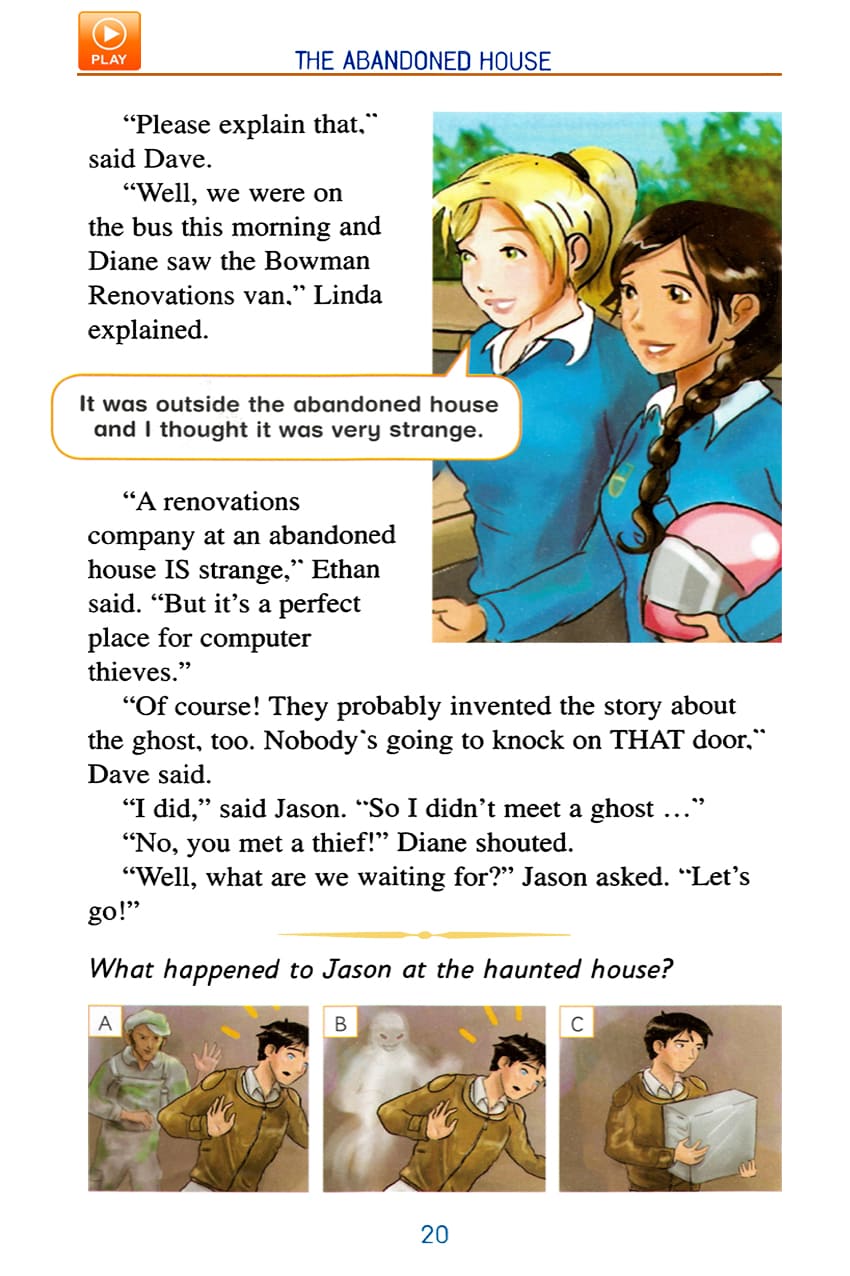 PLAY
THE ABANDONED HOUSE
“Please explain that,”
said Dave.
“Well, we were on
the bus this morning and
Diane saw the Bowman
Renovations van,” Linda
explained.
It was outside the abandoned house
and I thought it was very strange.
“A renovations
company at an abandoned
house IS strange,” Ethan
said. “But it’s a perfect
place for computer
thieves.”
“Of course! They probably invented the story about
the ghost, too. Nobody’s going to knock on THAT door,”
Dave said.
“I did,” said Jason. “So I didn’t meet a ghost …”
“No, you met a thief!” Diane shouted.
“Well, what are we waiting for?” Jason asked. “Let’s
go!”
What happened to Jason at the haunted house?
A
B
C
20